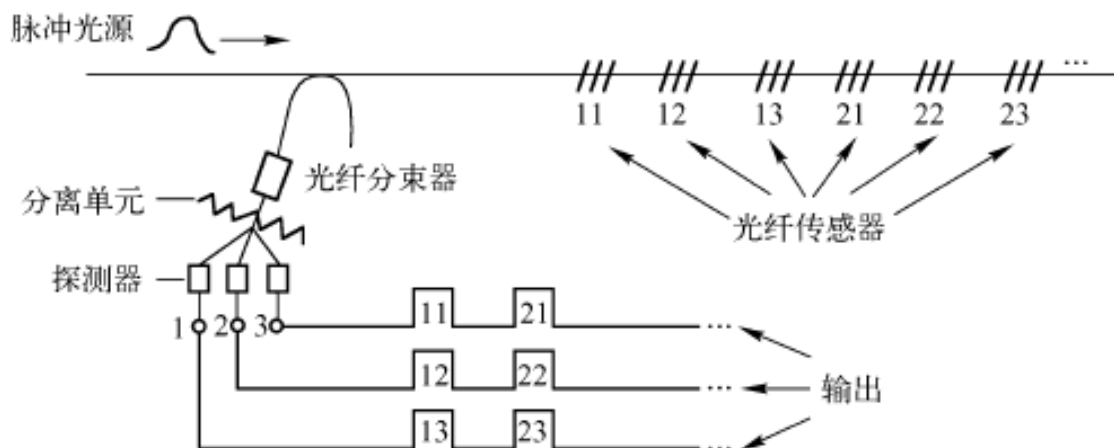 脉冲光源
...
11 12 13 21 22 23
光纤分束器
分离单元
光纤传感器
探测器
1 2 3 11 21 ...
12 22 ... 输出
13 23 ...